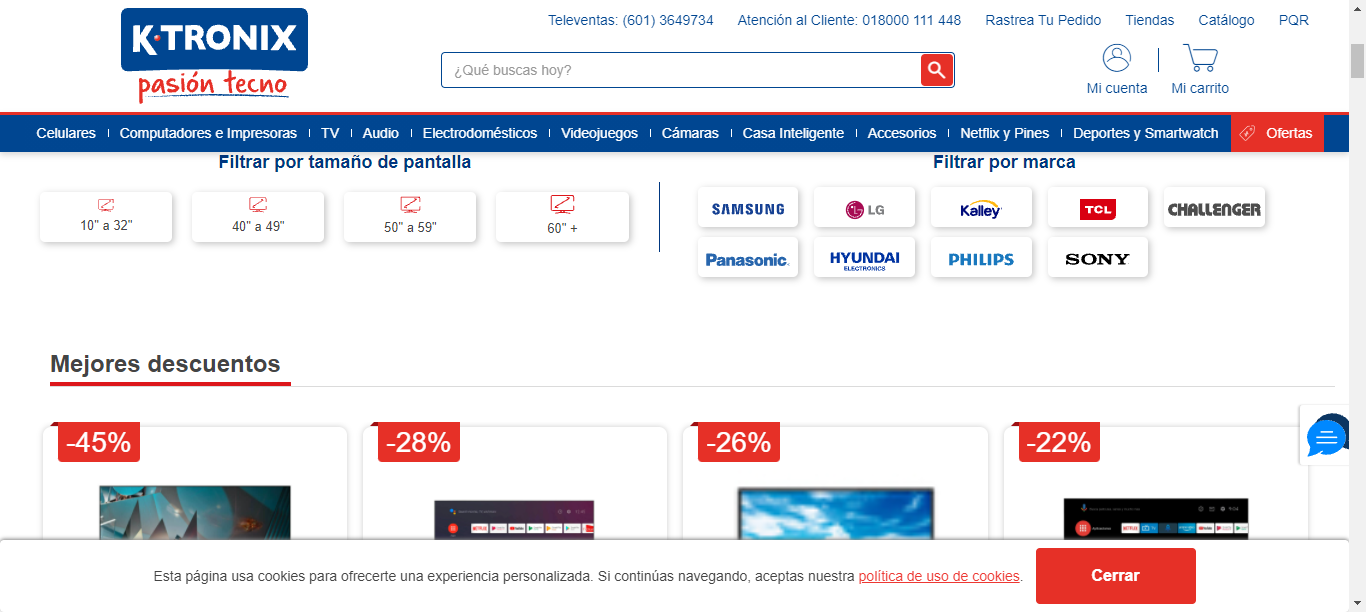 Televentas: (601) 3649734 Atención al Cliente: 018000 111 448 Rastrea Tu Pedido Tiendas Catálogo PQR
K·TRONIX
pasión tecno
¿Qué buscas hoy?
Mi cuenta Mi carrito
Celulares Computadores e Impresoras TV Audio Electrodomésticos Videojuegos Cámaras Casa Inteligente Accesorios Netflix y Pines Deportes y Smartwatch Ofertas
Filtrar por tamaño de pantalla
10" a 32" 40" a 49" 50" a 59" 60" +
Filtrar por marca
SAMSUNG LG Kalley TCL CHALLENGER
Panasonic HYUNDAI ELECTRONICS PHILIPS SONY
Mejores descuentos
-45% -28% -26% -22%
NETFLIX NETFLIX
Esta página usa cookies para ofrecerte una experiencia personalizada. Si continúas navegando, aceptas nuestra política de uso de cookies.
Cerrar